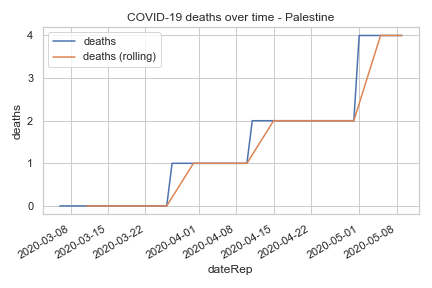 COVID-19 deaths over time - Palestine
deaths
deaths (rolling)
4
3
2
1
0
deaths
2020-03-08
2020-03-15
2020-03-22
2020-04-01
2020-04-08
2020-04-15
2020-04-22
2020-05-01
2020-05-08
dateRep